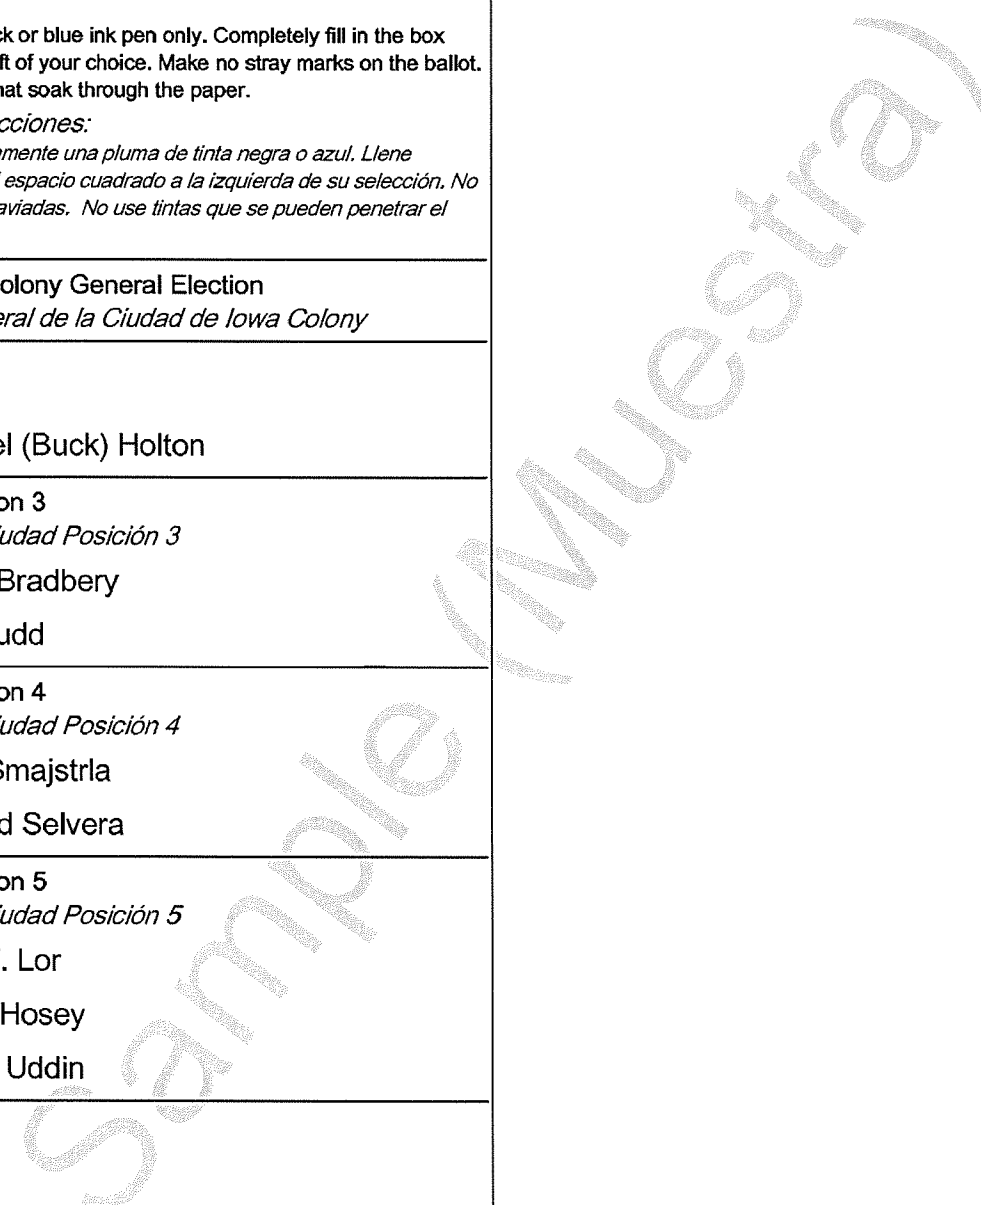 ck or blue ink pen only. Completely fill in the box
ft of your choice. Make no stray marks on the ballot.
hat soak through the paper.
cciones:
mente una pluma de tinta negra o azul. Llene
espacio cuadrado a la izquierda de su selección. No
aviadas. No use tintas que se pueden penetrar el
olony General Election
eral de la Ciudad de Iowa Colony
el (Buck) Holton
on 3
iudad Posición 3
Bradbery
udd
on 4
iudad Posición 4
Smajstrla
d Selvera
on 5
iudad Posición 5
. Lor
Hosey
Uddin
Sample (Muestra)